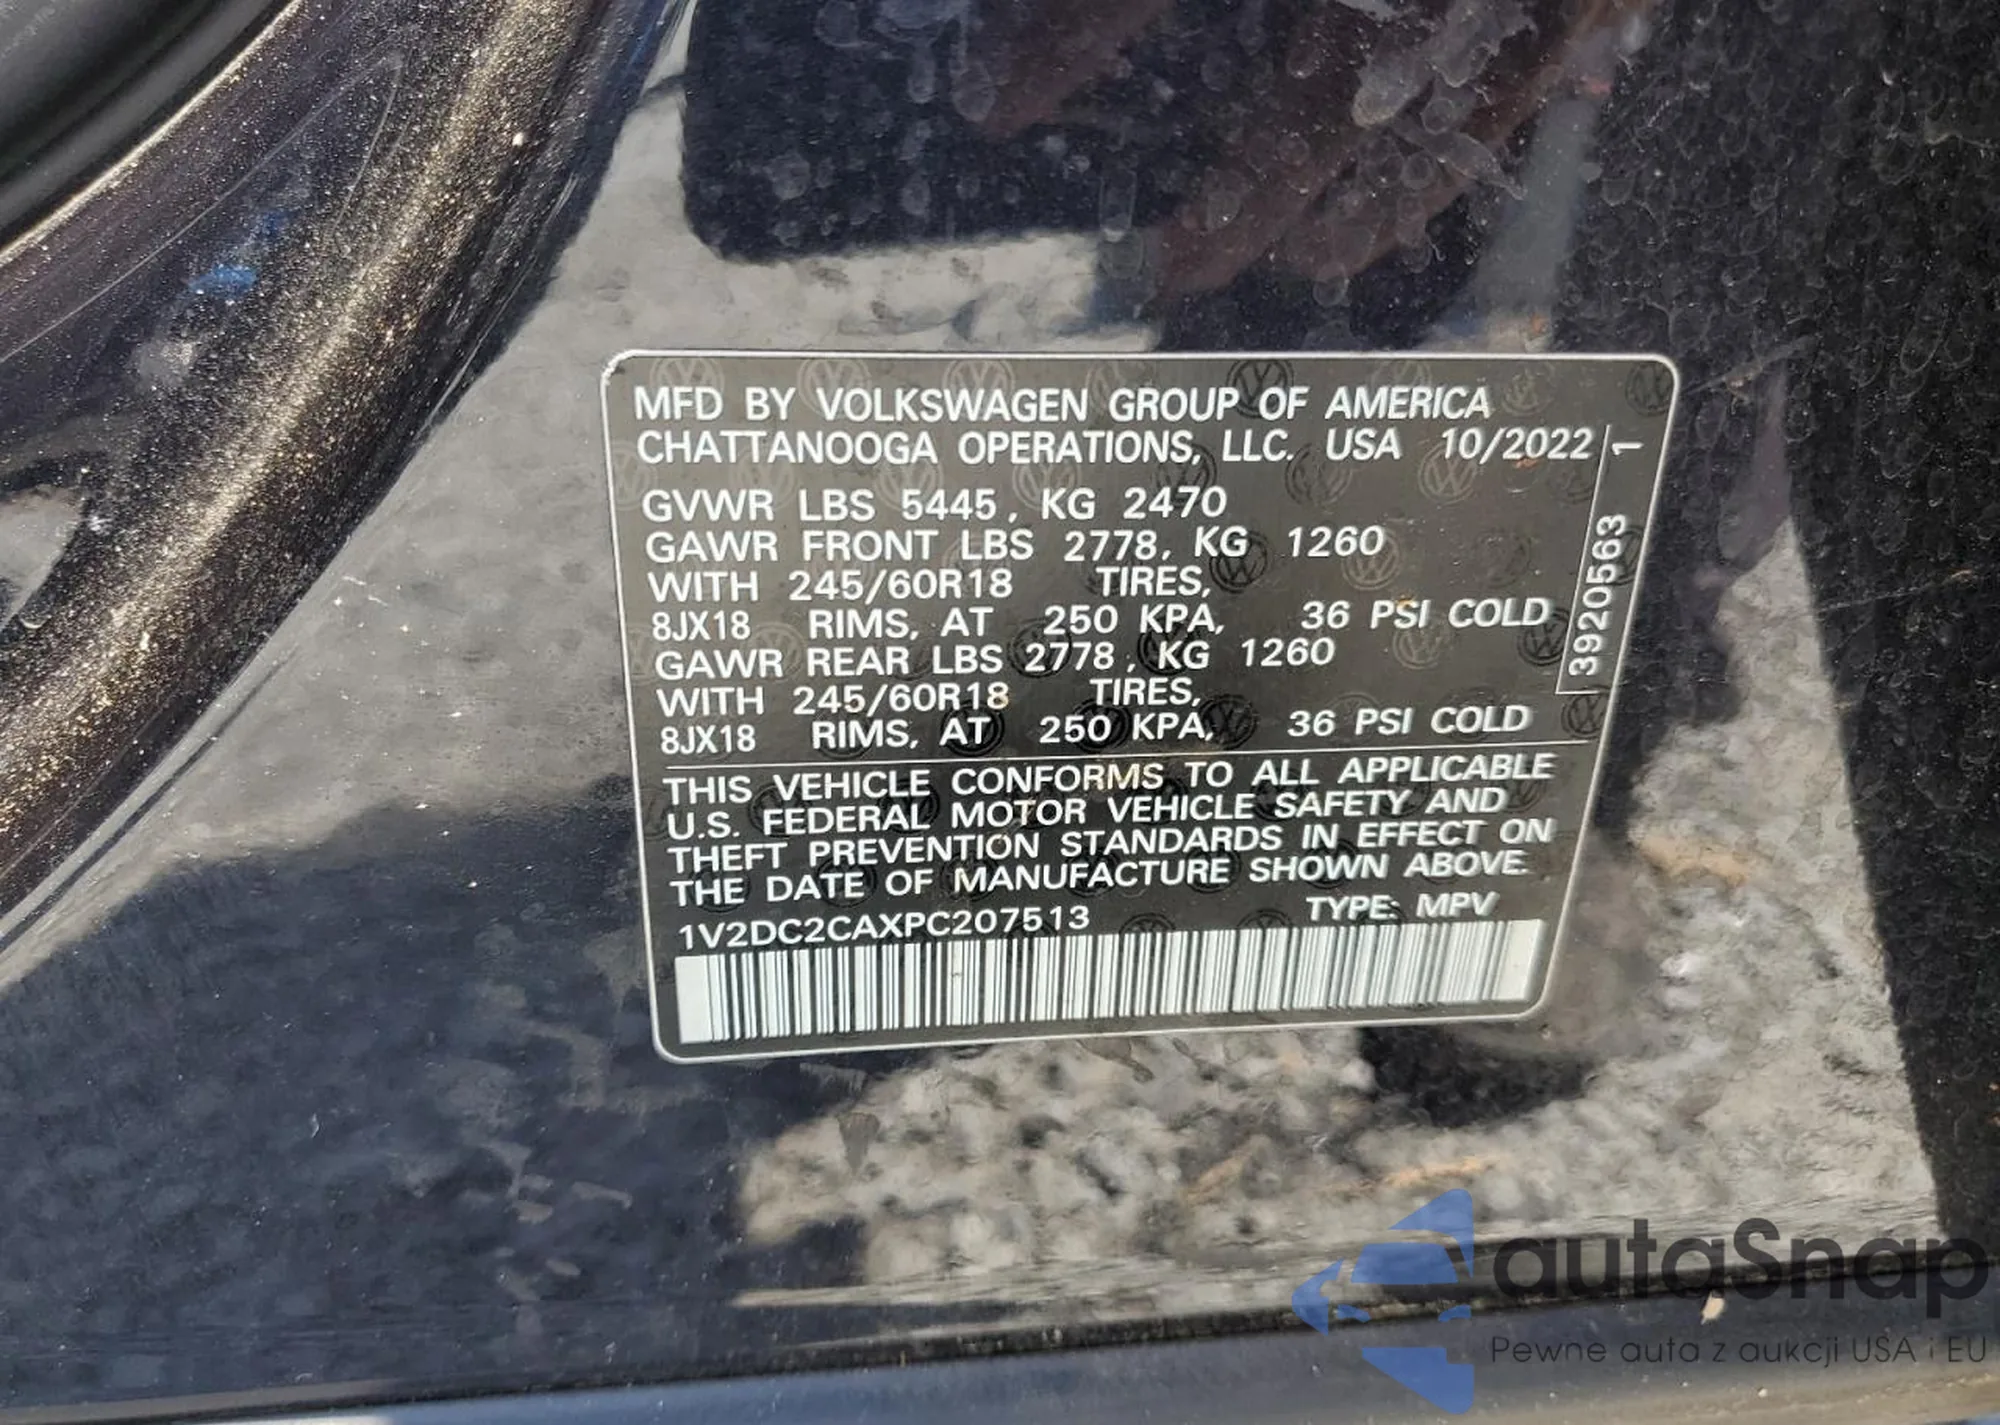 MFD BY VOLKSWAGEN GROUP OF AMERICA
CHATTANOOGA OPERATIONS, LLC. USA 10/2022
GVWR LBS 5445, KG 2470
GAWR FRONT LBS 2778, KG 1260
WITH 245/60R18 TIRES,
8JX18 RIMS, AT 250 KPA, 36 PSI COLD
GAWR REAR LBS 2778, KG 1260
WITH 245/60R18 TIRES,
8JX18 RIMS, AT 250 KPA, 36 PSI COLD
THIS VEHICLE CONFORMS TO ALL APPLICABLE
U.S. FEDERAL MOTOR VEHICLE SAFETY AND
THEFT PREVENTION STANDARDS IN EFFECT ON
THE DATE OF MANUFACTURE SHOWN ABOVE.
1V2DC2CAXPC207513 TYPE: MPV
3920563 1
autaSnap
Pewne auta z aukcji USA i EU